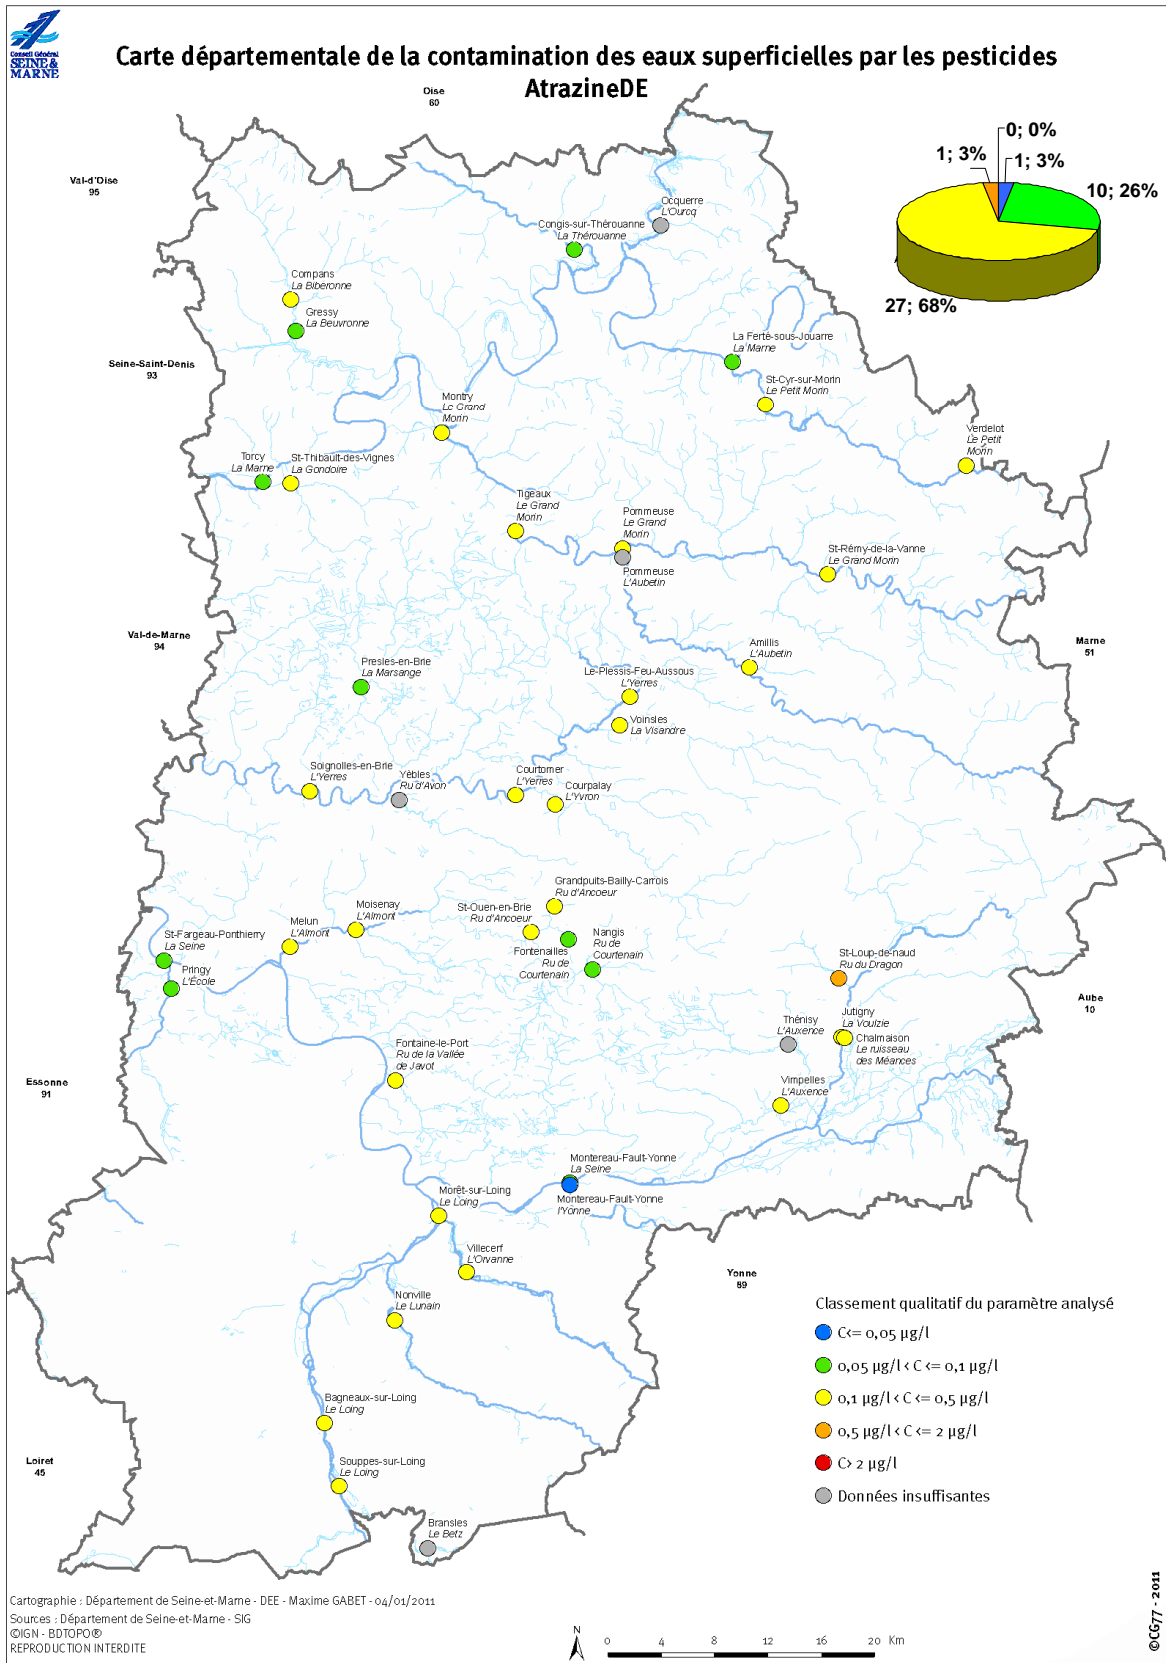 Conseil Général
SEINE &
MARNE
Carte départementale de la contamination des eaux superficielles par les pesticides
AtrazineDE
Oise
60
Val-d'Oise
95
0; 0%
1; 3%
1; 3%
10; 26%
27; 68%
Ocquerre
L'Ourcq
Congis-sur-Thérouanne
La Thérouanne
Compans
La Biberonne
Gressy
La Beuvronne
Seine-Saint-Denis
93
La Ferté-sous-Jouarre
La Marne
St-Cyr-sur-Morin
Le Petit Morin
Montry
Le Grand
Morin
Verdelot
Le Petit
Morin
Torcy
La Marne
St-Thibault-des-Vignes
La Gondoire
Tigeaux
Le Grand
Morin
Pommeuse
Le Grand
Morin
Pommeuse
L'Aubetin
St-Rémy-de-la-Vanne
Le Grand Morin
Val-de-Marne
94
Marne
51
Amillis
L'Aubetin
Presles-en-Brie
La Marsange
Le-Plessis-Feu-Aussous
L'Yerres
Voinsles
La Visandre
Soignolles-en-Brie
L'Yerres
Yèbles
Ru d'Avon
Courtomer
L'Yerres
Courpalay
L'Yvron
Grandpuits-Bailly-Carrois
Ru d'Ancoeur
St-Ouen-en-Brie
Ru d'Ancoeur
Moisenay
L'Almont
Melun
L'Almont
St-Fargeau-Ponthierry
La Seine
Pringy
L'École
Nangis
Ru de
Courtenain
Fontenailles
Ru de
Courtenain
St-Loup-de-naud
Ru du Dragon
Aube
10
Thénisy
L'Auxence
Jutigny
La Voulzie
Chalmaison
Le ruisseau
des Méances
Fontaine-le-Port
Ru de la Vallée
de Javot
Essonne
91
Vimpelles
L'Auxence
Montereau-Fault-Yonne
La Seine
Montereau-Fault-Yonne
l'Yonne
Morêt-sur-Loing
Le Loing
Villecerf
L'Orvanne
Yonne
89
Nonville
Le Lunain
Classement qualitatif du paramètre analysé
C<= 0,05 µg/l
0,05 µg/l < C <= 0,1 µg/l
0,1 µg/l < C <= 0,5 µg/l
0,5 µg/l < C <= 2 µg/l
C> 2 µg/l
Données insuffisantes
Bagneaux-sur-Loing
Le Loing
Souppes-sur-Loing
Le Loing
Loiret
45
Bransles
Le Betz
Cartographie : Département de Seine-et-Marne - DEE - Maxime GABET - 04/01/2011
Sources : Département de Seine-et-Marne - SIG
©IGN - BDTOPO®
REPRODUCTION INTERDITE
N
0 4 8 12 16 20 Km
©CG77 - 2011